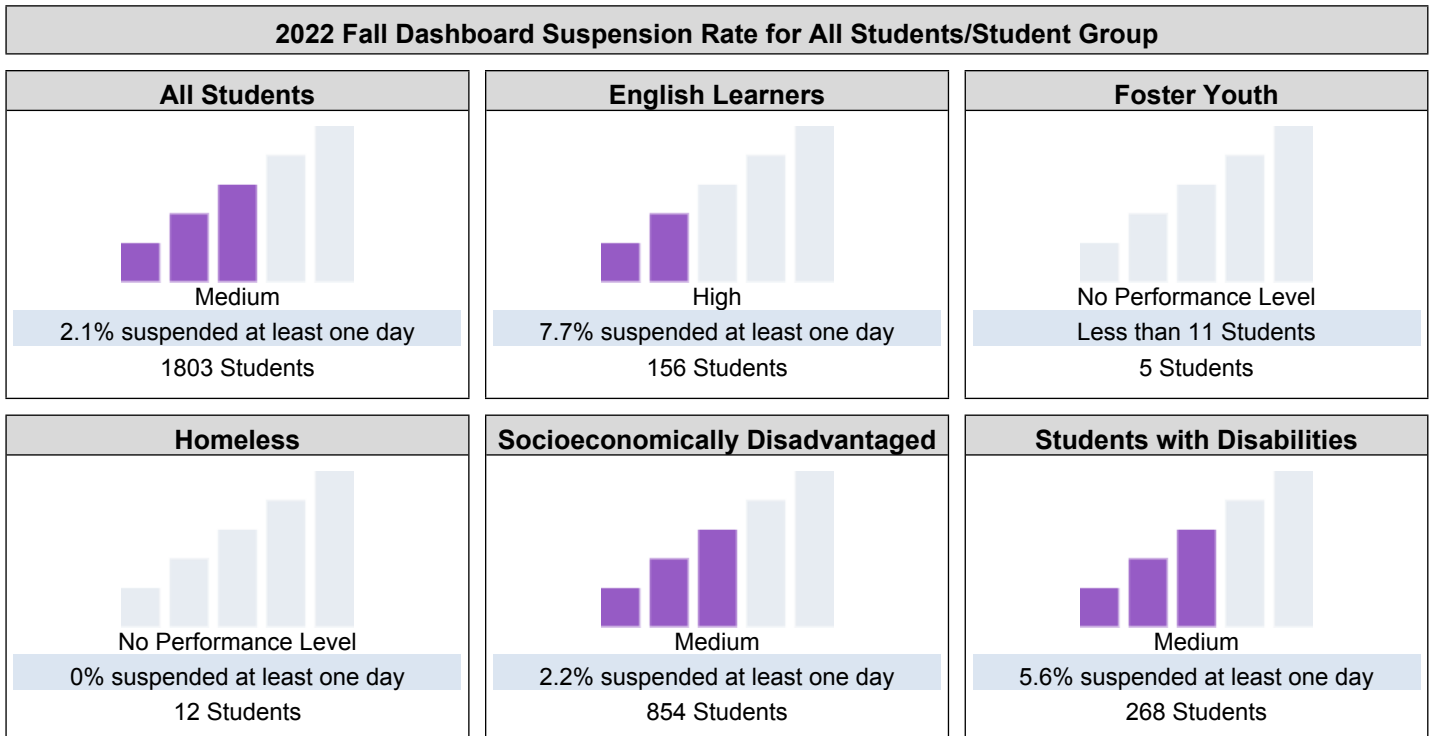 2022 Fall Dashboard Suspension Rate for All Students/Student Group
All Students
Medium
2.1% suspended at least one day
1803 Students
English Learners
High
7.7% suspended at least one day
156 Students
Foster Youth
No Performance Level
Less than 11 Students
5 Students
Homeless
No Performance Level
0% suspended at least one day
12 Students
Socioeconomically Disadvantaged
Medium
2.2% suspended at least one day
854 Students
Students with Disabilities
Medium
5.6% suspended at least one day
268 Students